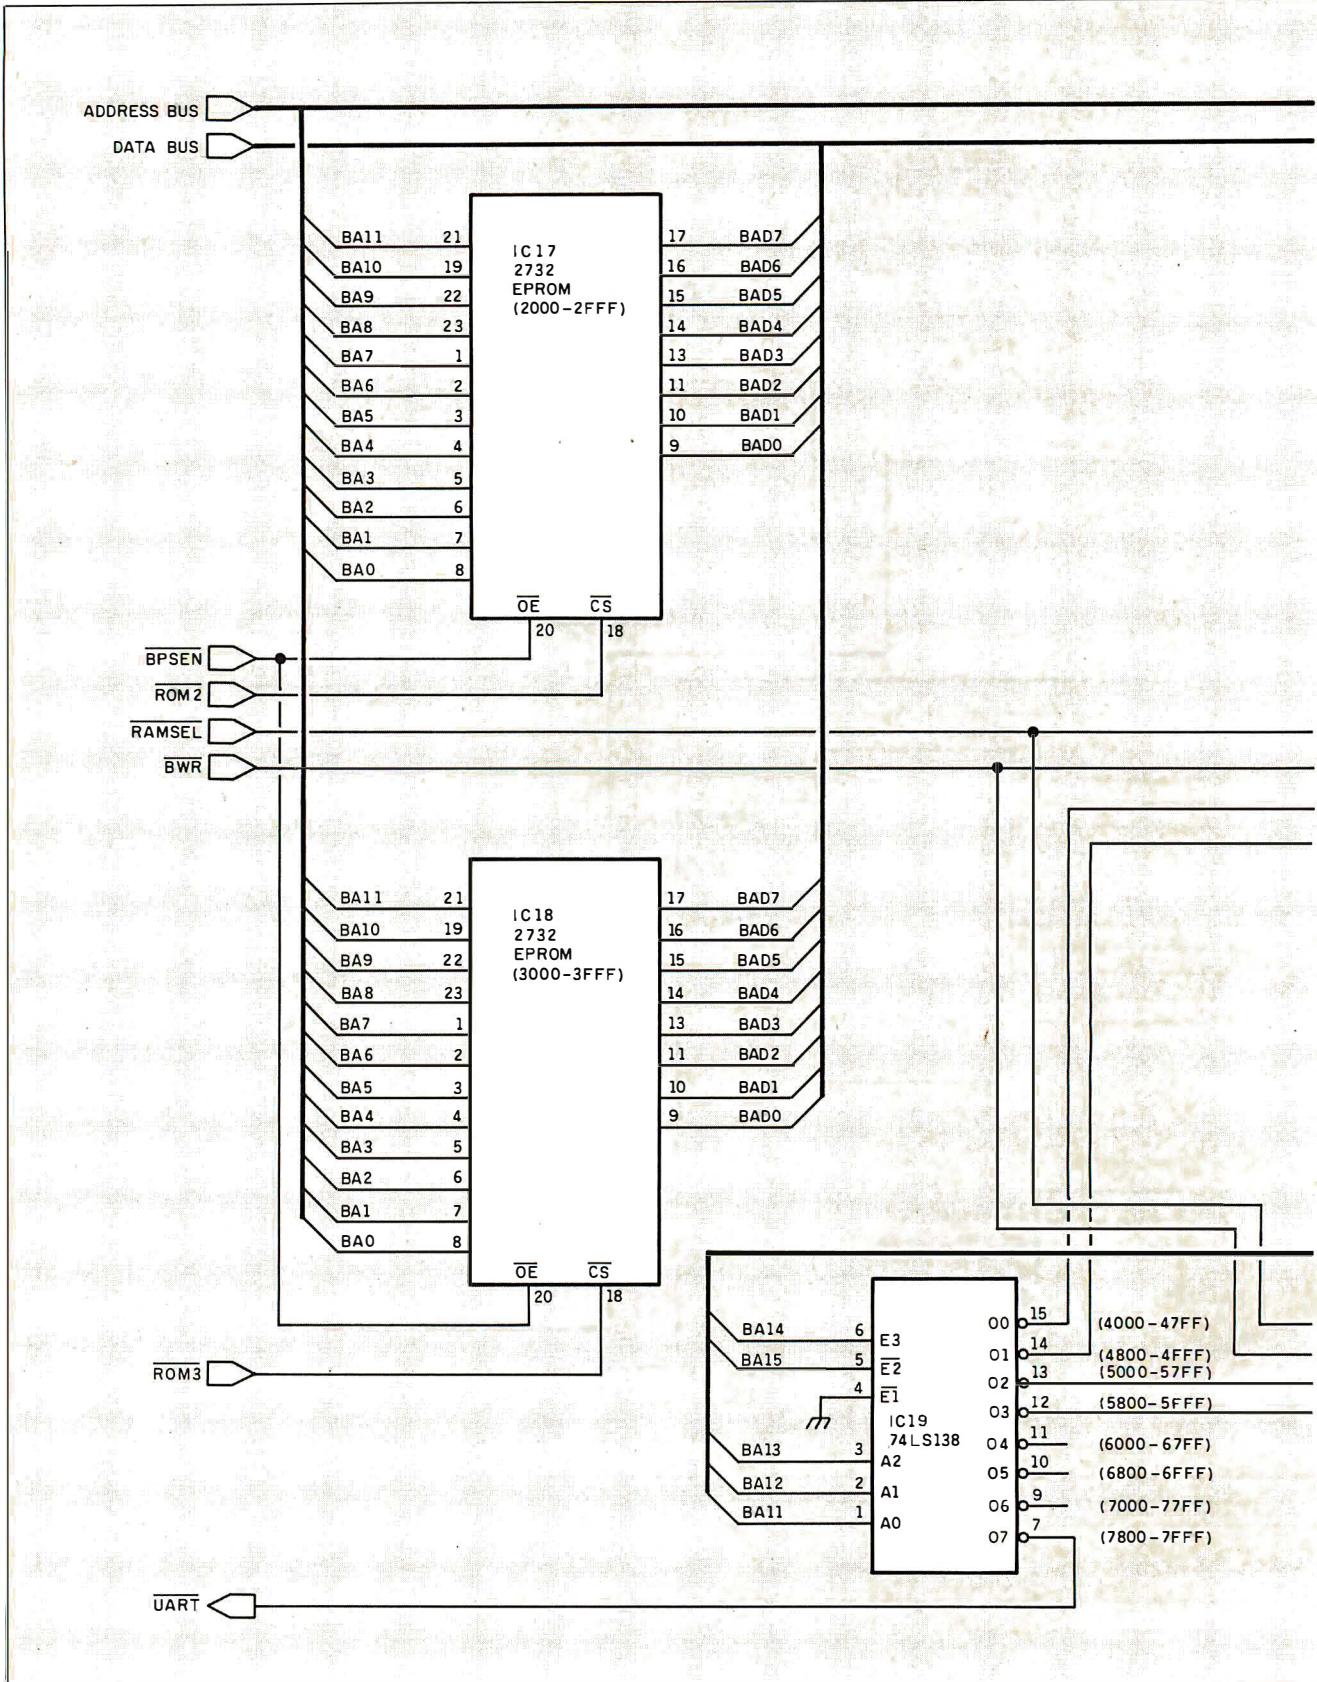 ADDRESS BUS
DATA BUS
BA11 21
BA10 19
BA9 22
BA8 23
BA7 1
BA6 2
BA5 3
BA4 4
BA3 5
BA2 6
BA1 7
BA0 8
IC17
2732
EPROM
(2000-2FFF)
17 BAD7
16 BAD6
15 BAD5
14 BAD4
13 BAD3
11 BAD2
10 BAD1
9 BAD0
OE CS
20 18
BPSEN
ROM2
RAMSEL
BWR
BA11 21
BA10 19
BA9 22
BA8 23
BA7 1
BA6 2
BA5 3
BA4 4
BA3 5
BA2 6
BA1 7
BA0 8
IC18
2732
EPROM
(3000-3FFF)
17 BAD7
16 BAD6
15 BAD5
14 BAD4
13 BAD3
11 BAD2
10 BAD1
9 BAD0
OE CS
20 18
ROM3
BA14 6 E3
BA15 5 E2
4 E1
IC19
74LS138
BA13 3 A2
BA12 2 A1
BA11 1 A0
O0 15 (4000-47FF)
O1 14 (4800-4FFF)
O2 13 (5000-57FF)
O3 12 (5800-5FFF)
O4 11 (6000-67FF)
O5 10 (6800-6FFF)
O6 9 (7000-77FF)
O7 7 (7800-7FFF)
UART